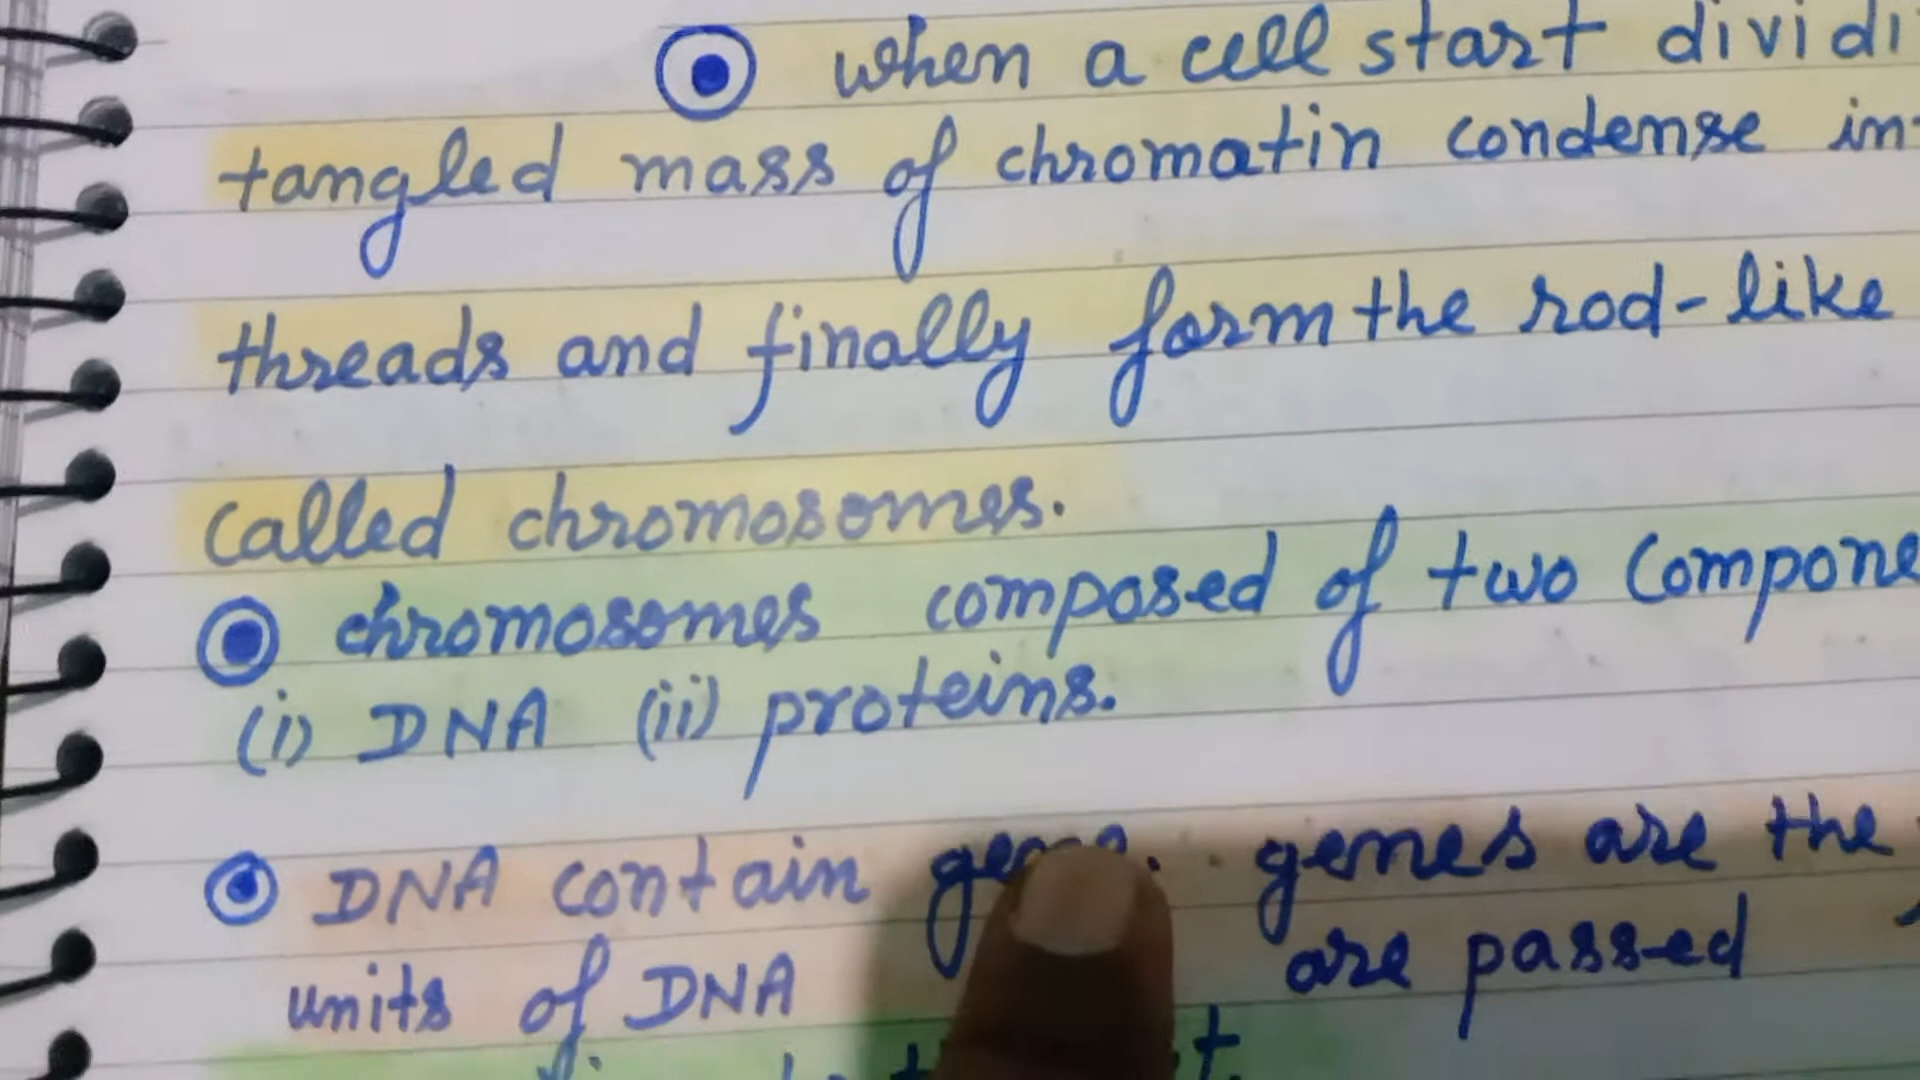 when a cell start dividi
tangled mass of chromatin condense in
threads and finally form the rod-like
called chromosomes.
chromosomes composed of two compone
(i) DNA (ii) proteins.
DNA contain genes are the
units of DNA are passed